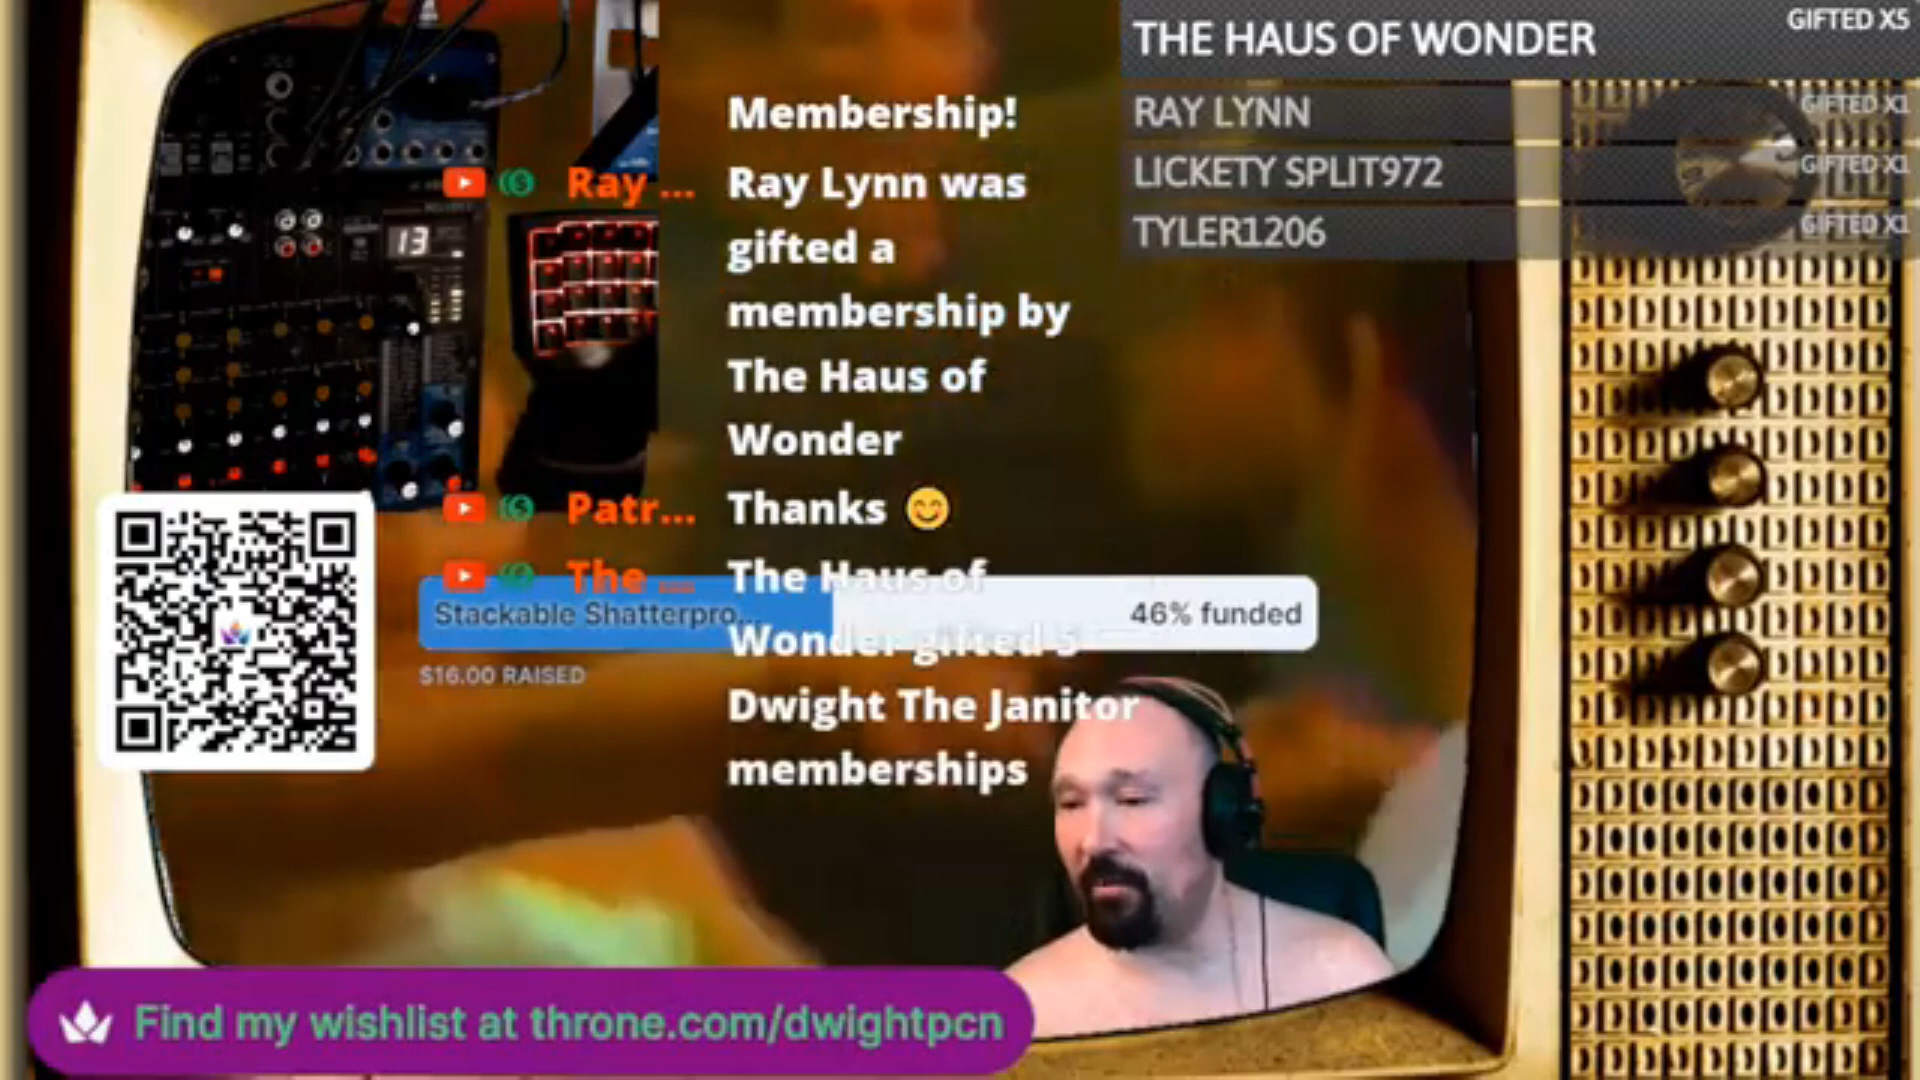 THE HAUS OF WONDER
GIFTED X5
RAY LYNN
GIFTED X1
LICKETY SPLIT972
GIFTED X1
TYLER1206
GIFTED X1
Membership!
Ray ... Ray Lynn was
gifted a
membership by
The Haus of
Wonder
Patr... Thanks 😊
The ... The Haus of
Wonder gifted 5
Dwight The Janitor
memberships
13
Stackable Shatterpro...
46% funded
$16.00 RAISED
Find my wishlist at throne.com/dwightpcn